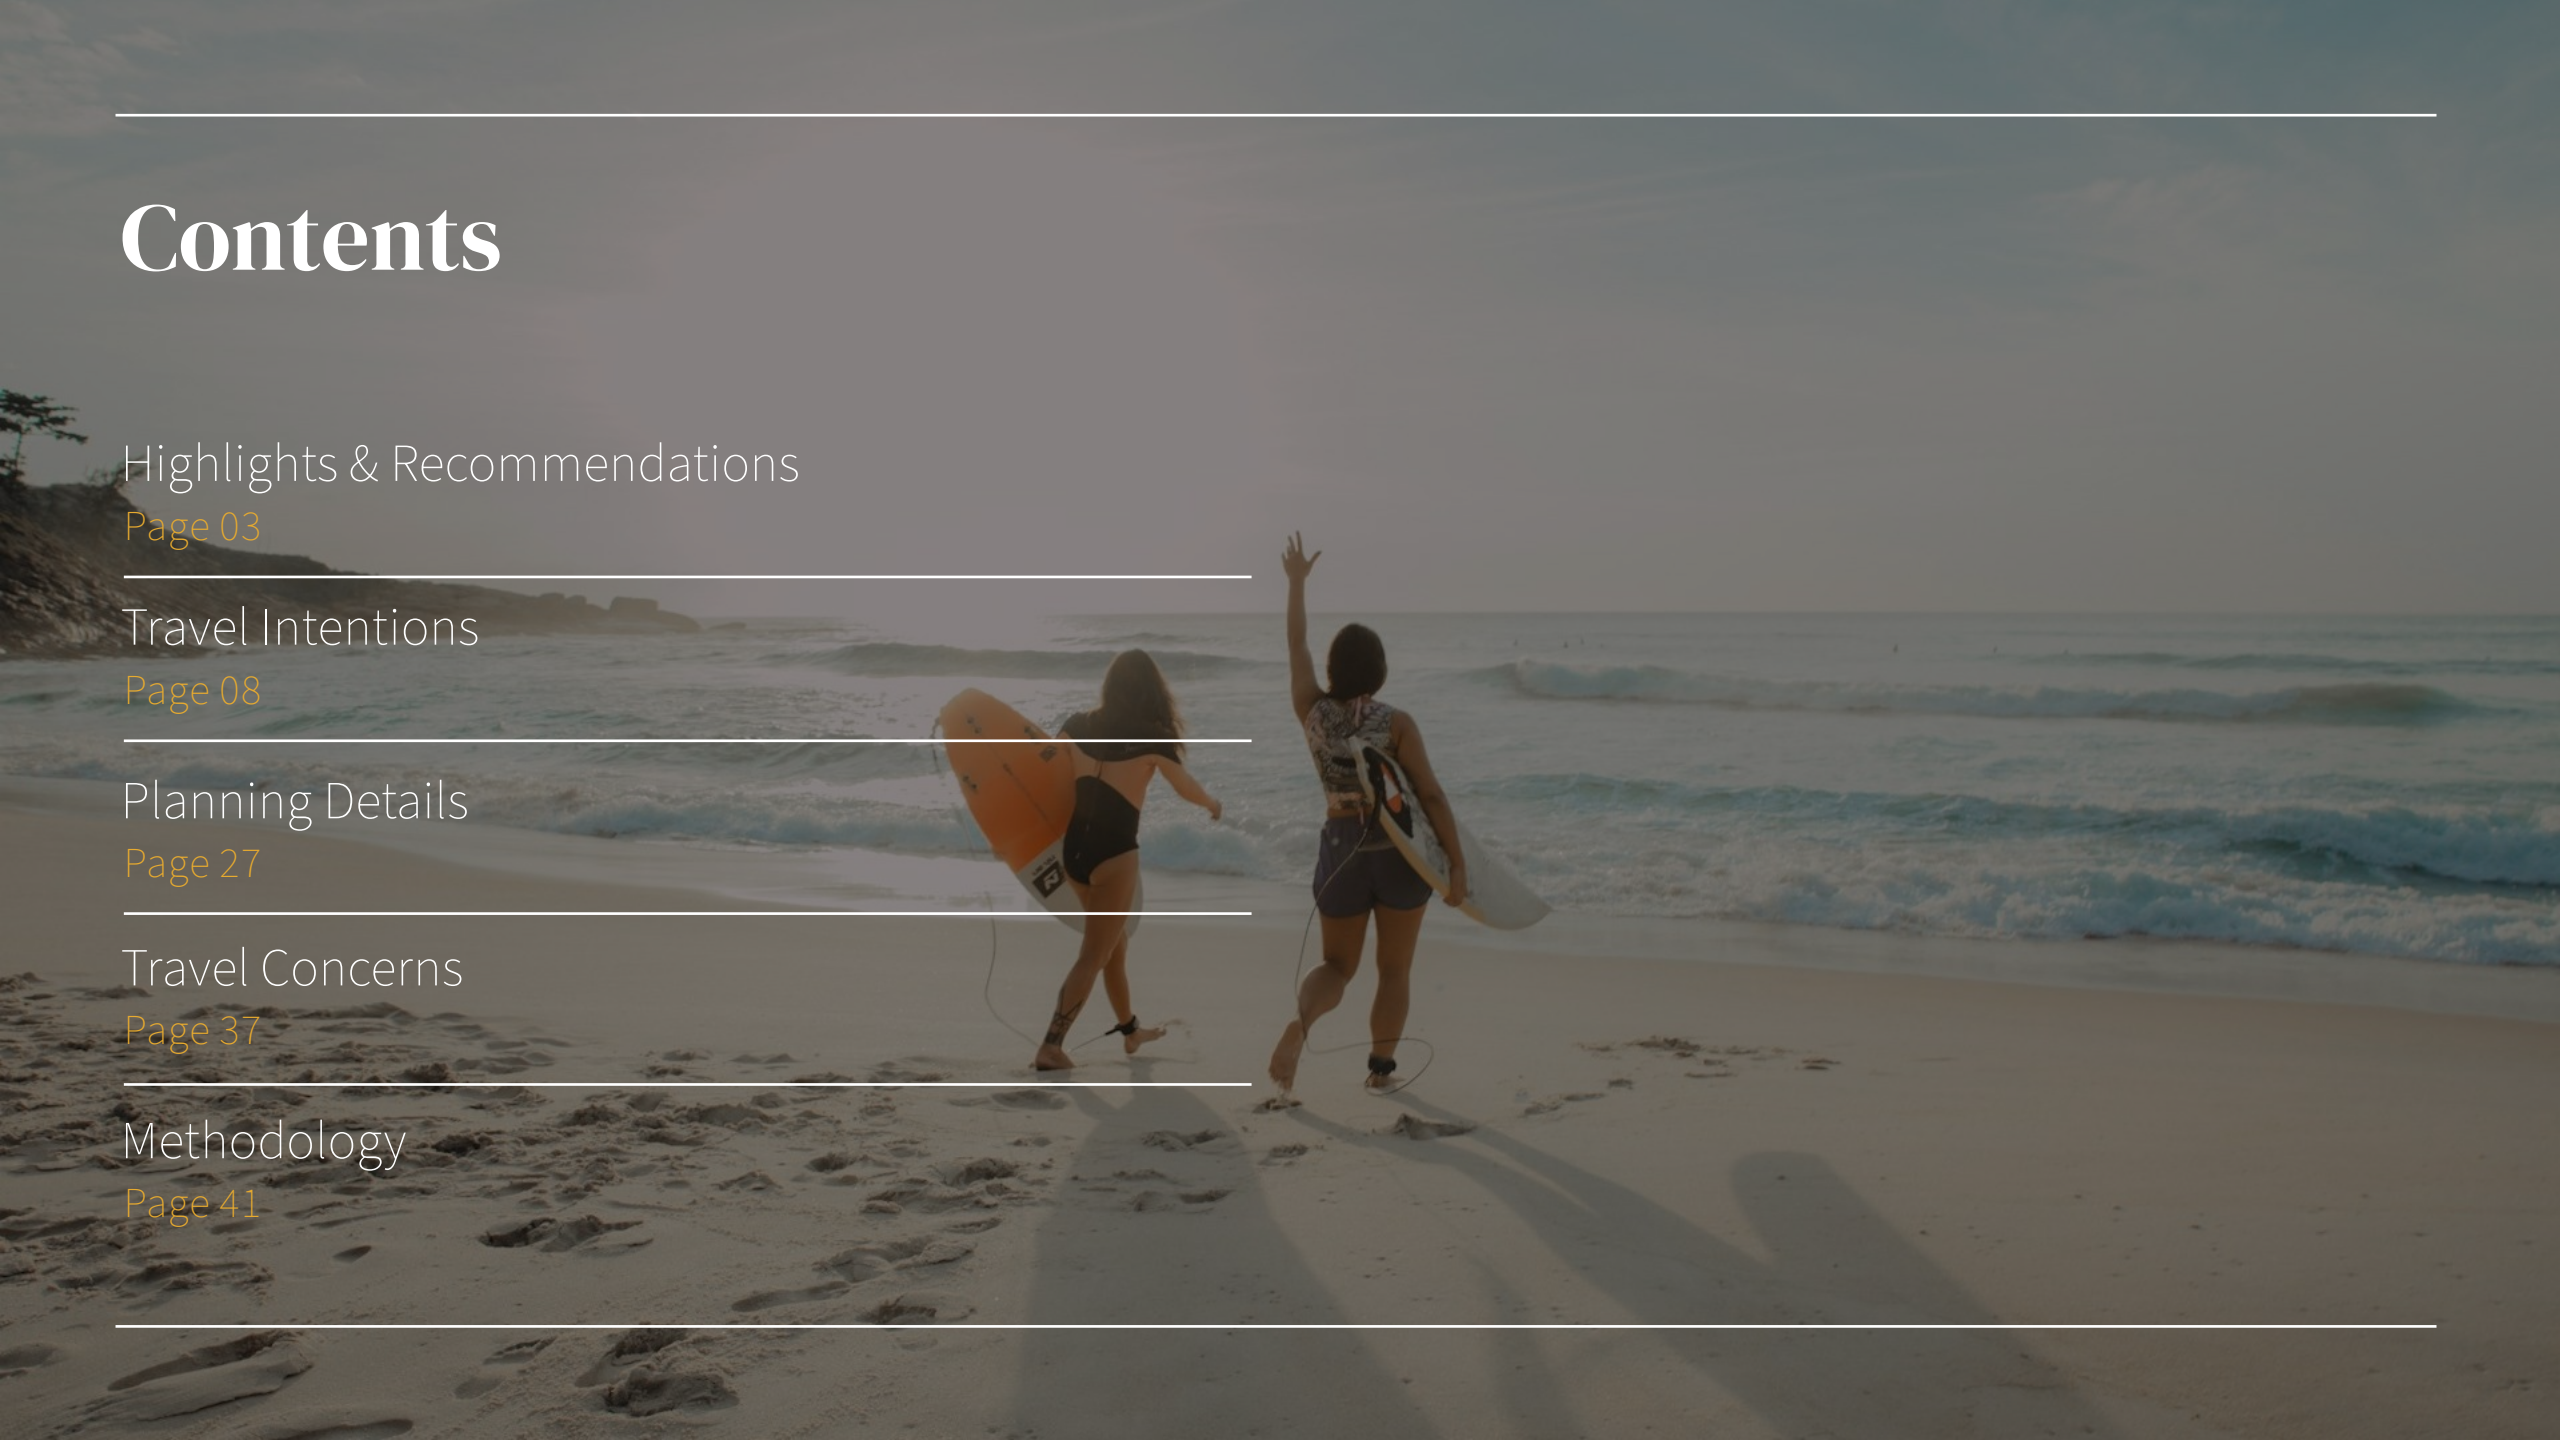 Contents
Highlights & Recommendations
Page 03
Travel Intentions
Page 08
Planning Details
Page 27
Travel Concerns
Page 37
Methodology
Page 41